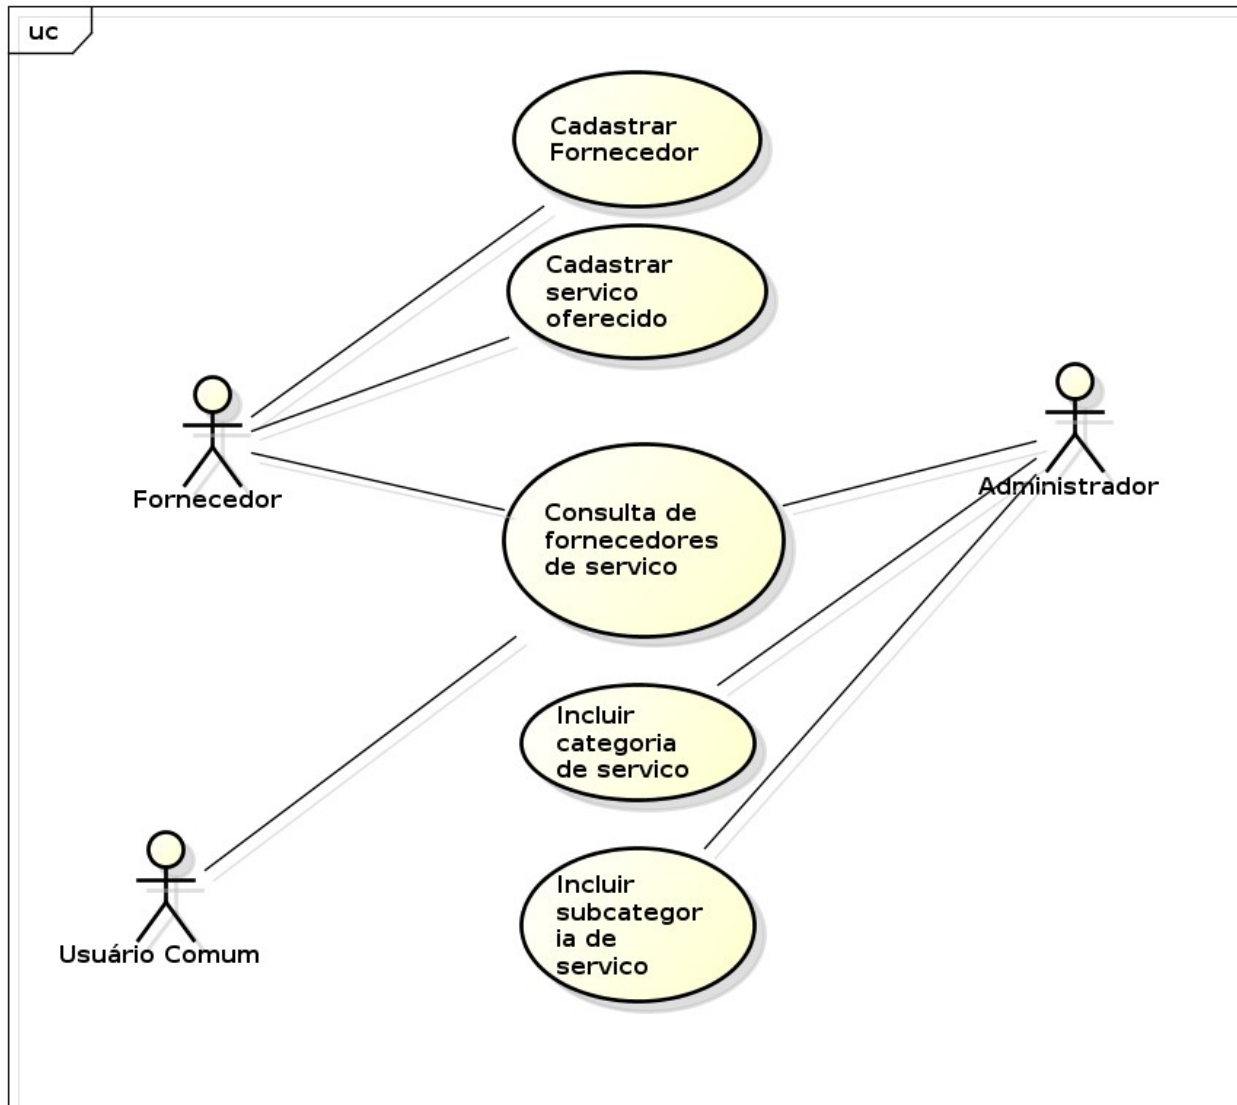 uc
Cadastrar
Fornecedor
Cadastrar
servico
oferecido
Fornecedor
Administrador
Consulta de
fornecedores
de servico
Incluir
categoria
de servico
Incluir
subcategor
ia de
servico
Usuário Comum